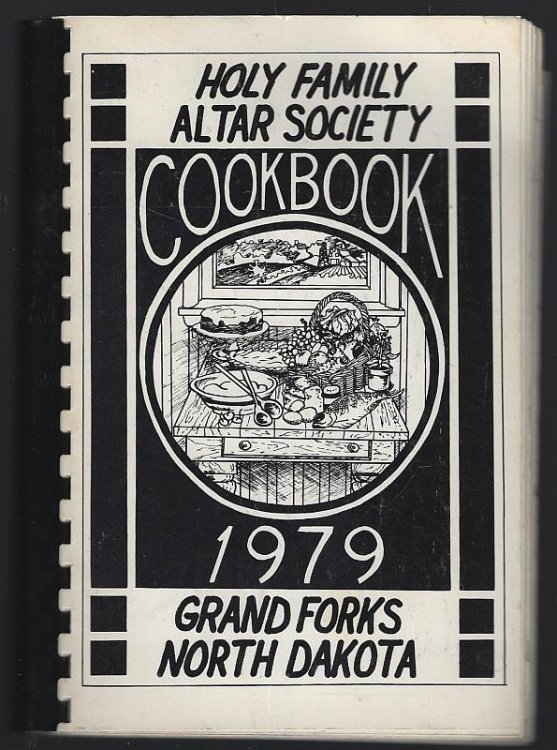 HOLY FAMILY
ALTAR SOCIETY
COOKBOOK
1979
GRAND FORKS
NORTH DAKOTA